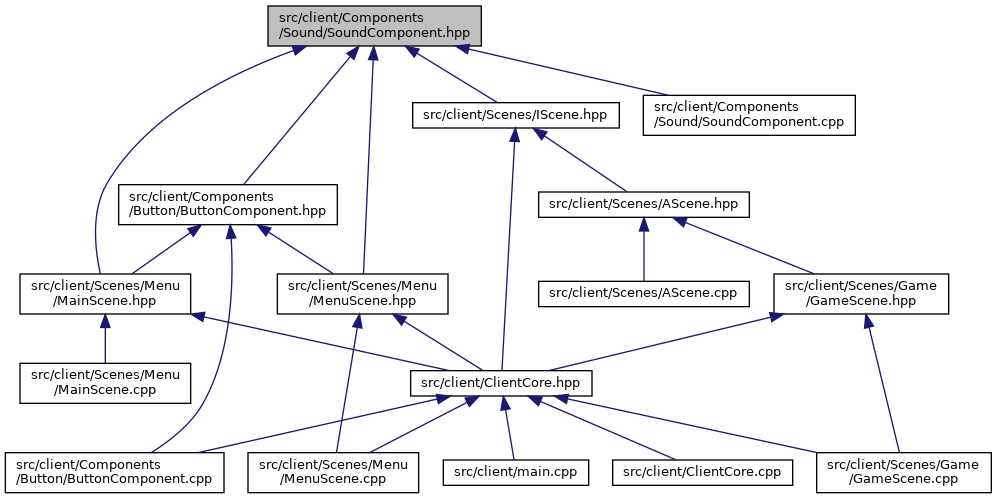 src/client/Components
/Sound/SoundComponent.hpp
src/client/Components
/Sound/SoundComponent.cpp
src/client/Scenes/IScene.hpp
src/client/Components
/Button/ButtonComponent.hpp
src/client/Scenes/AScene.hpp
src/client/Scenes/Menu
/MainScene.hpp
src/client/Scenes/Menu
/MenuScene.hpp
src/client/Scenes/AScene.cpp
src/client/Scenes/Game
/GameScene.hpp
src/client/Scenes/Menu
/MainScene.cpp
src/client/ClientCore.hpp
src/client/Components
/Button/ButtonComponent.cpp
src/client/Scenes/Menu
/MenuScene.cpp
src/client/main.cpp
src/client/ClientCore.cpp
src/client/Scenes/Game
/GameScene.cpp